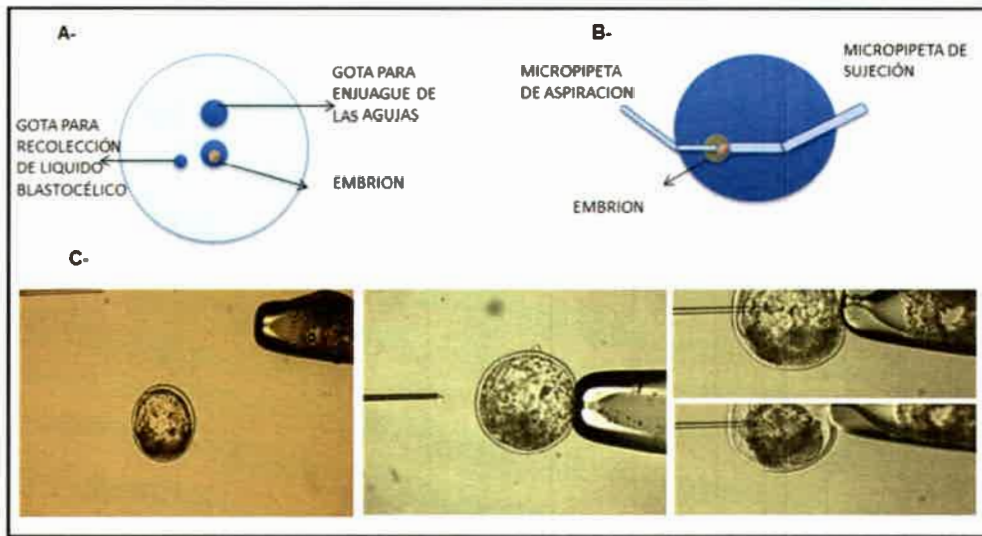 A-
GOTA PARA
ENJUAGUE DE
LAS AGUJAS
GOTA PARA
RECOLECCIÓN
DE LIQUIDO
BLASTOCÉLICO
EMBRION
B-
MICROPIPETA
DE ASPIRACION
MICROPIPETA DE
SUJECIÓN
EMBRION
C-